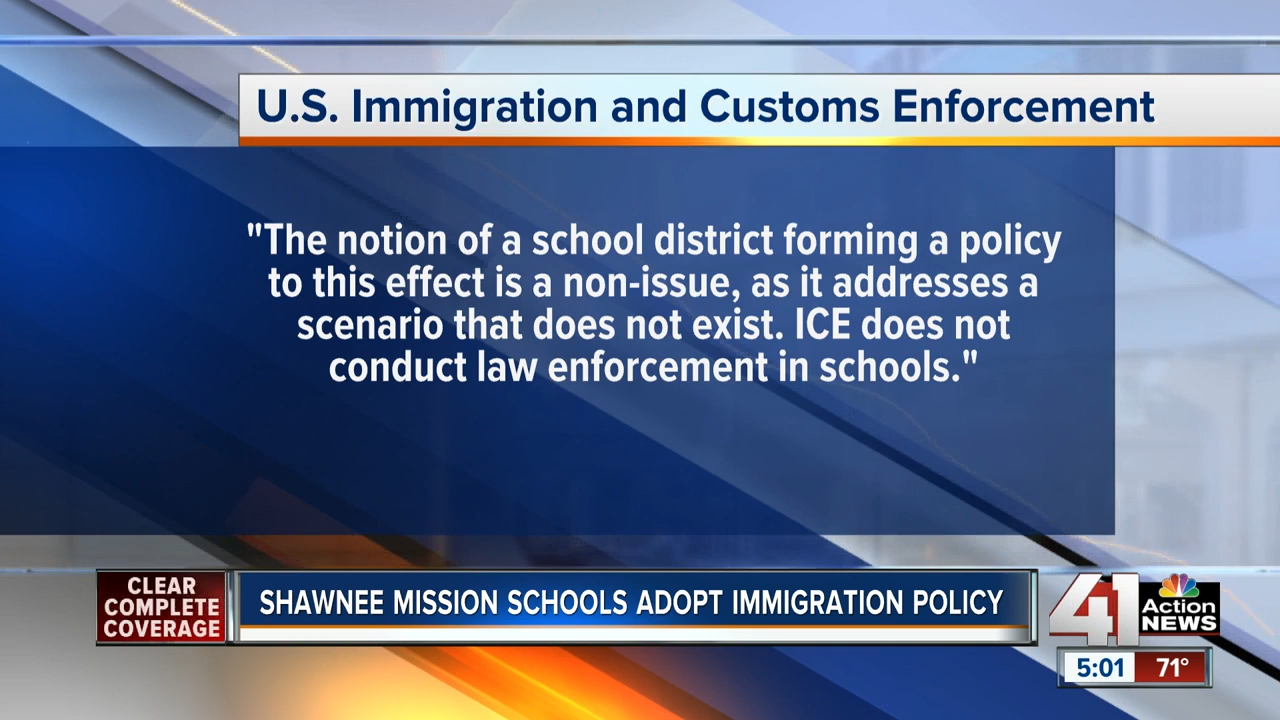 U.S. Immigration and Customs Enforcement
"The notion of a school district forming a policy
to this effect is a non-issue, as it addresses a
scenario that does not exist. ICE does not
conduct law enforcement in schools."
CLEAR
COMPLETE
COVERAGE
SHAWNEE MISSION SCHOOLS ADOPT IMMIGRATION POLICY
41
Action
NEWS
5:01
71°